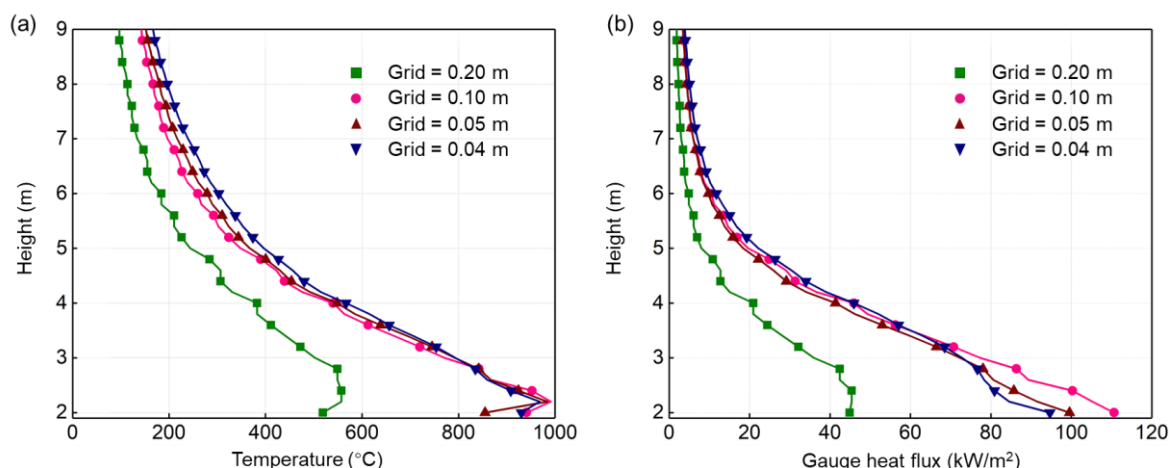 (a)
9
8
7
6
5
4
3
2
Height (m)
Grid = 0.20 m
Grid = 0.10 m
Grid = 0.05 m
Grid = 0.04 m
0 200 400 600 800 1000
Temperature (°C)
(b)
9
8
7
6
5
4
3
2
Height (m)
Grid = 0.20 m
Grid = 0.10 m
Grid = 0.05 m
Grid = 0.04 m
0 20 40 60 80 100 120
Gauge heat flux (kW/m²)